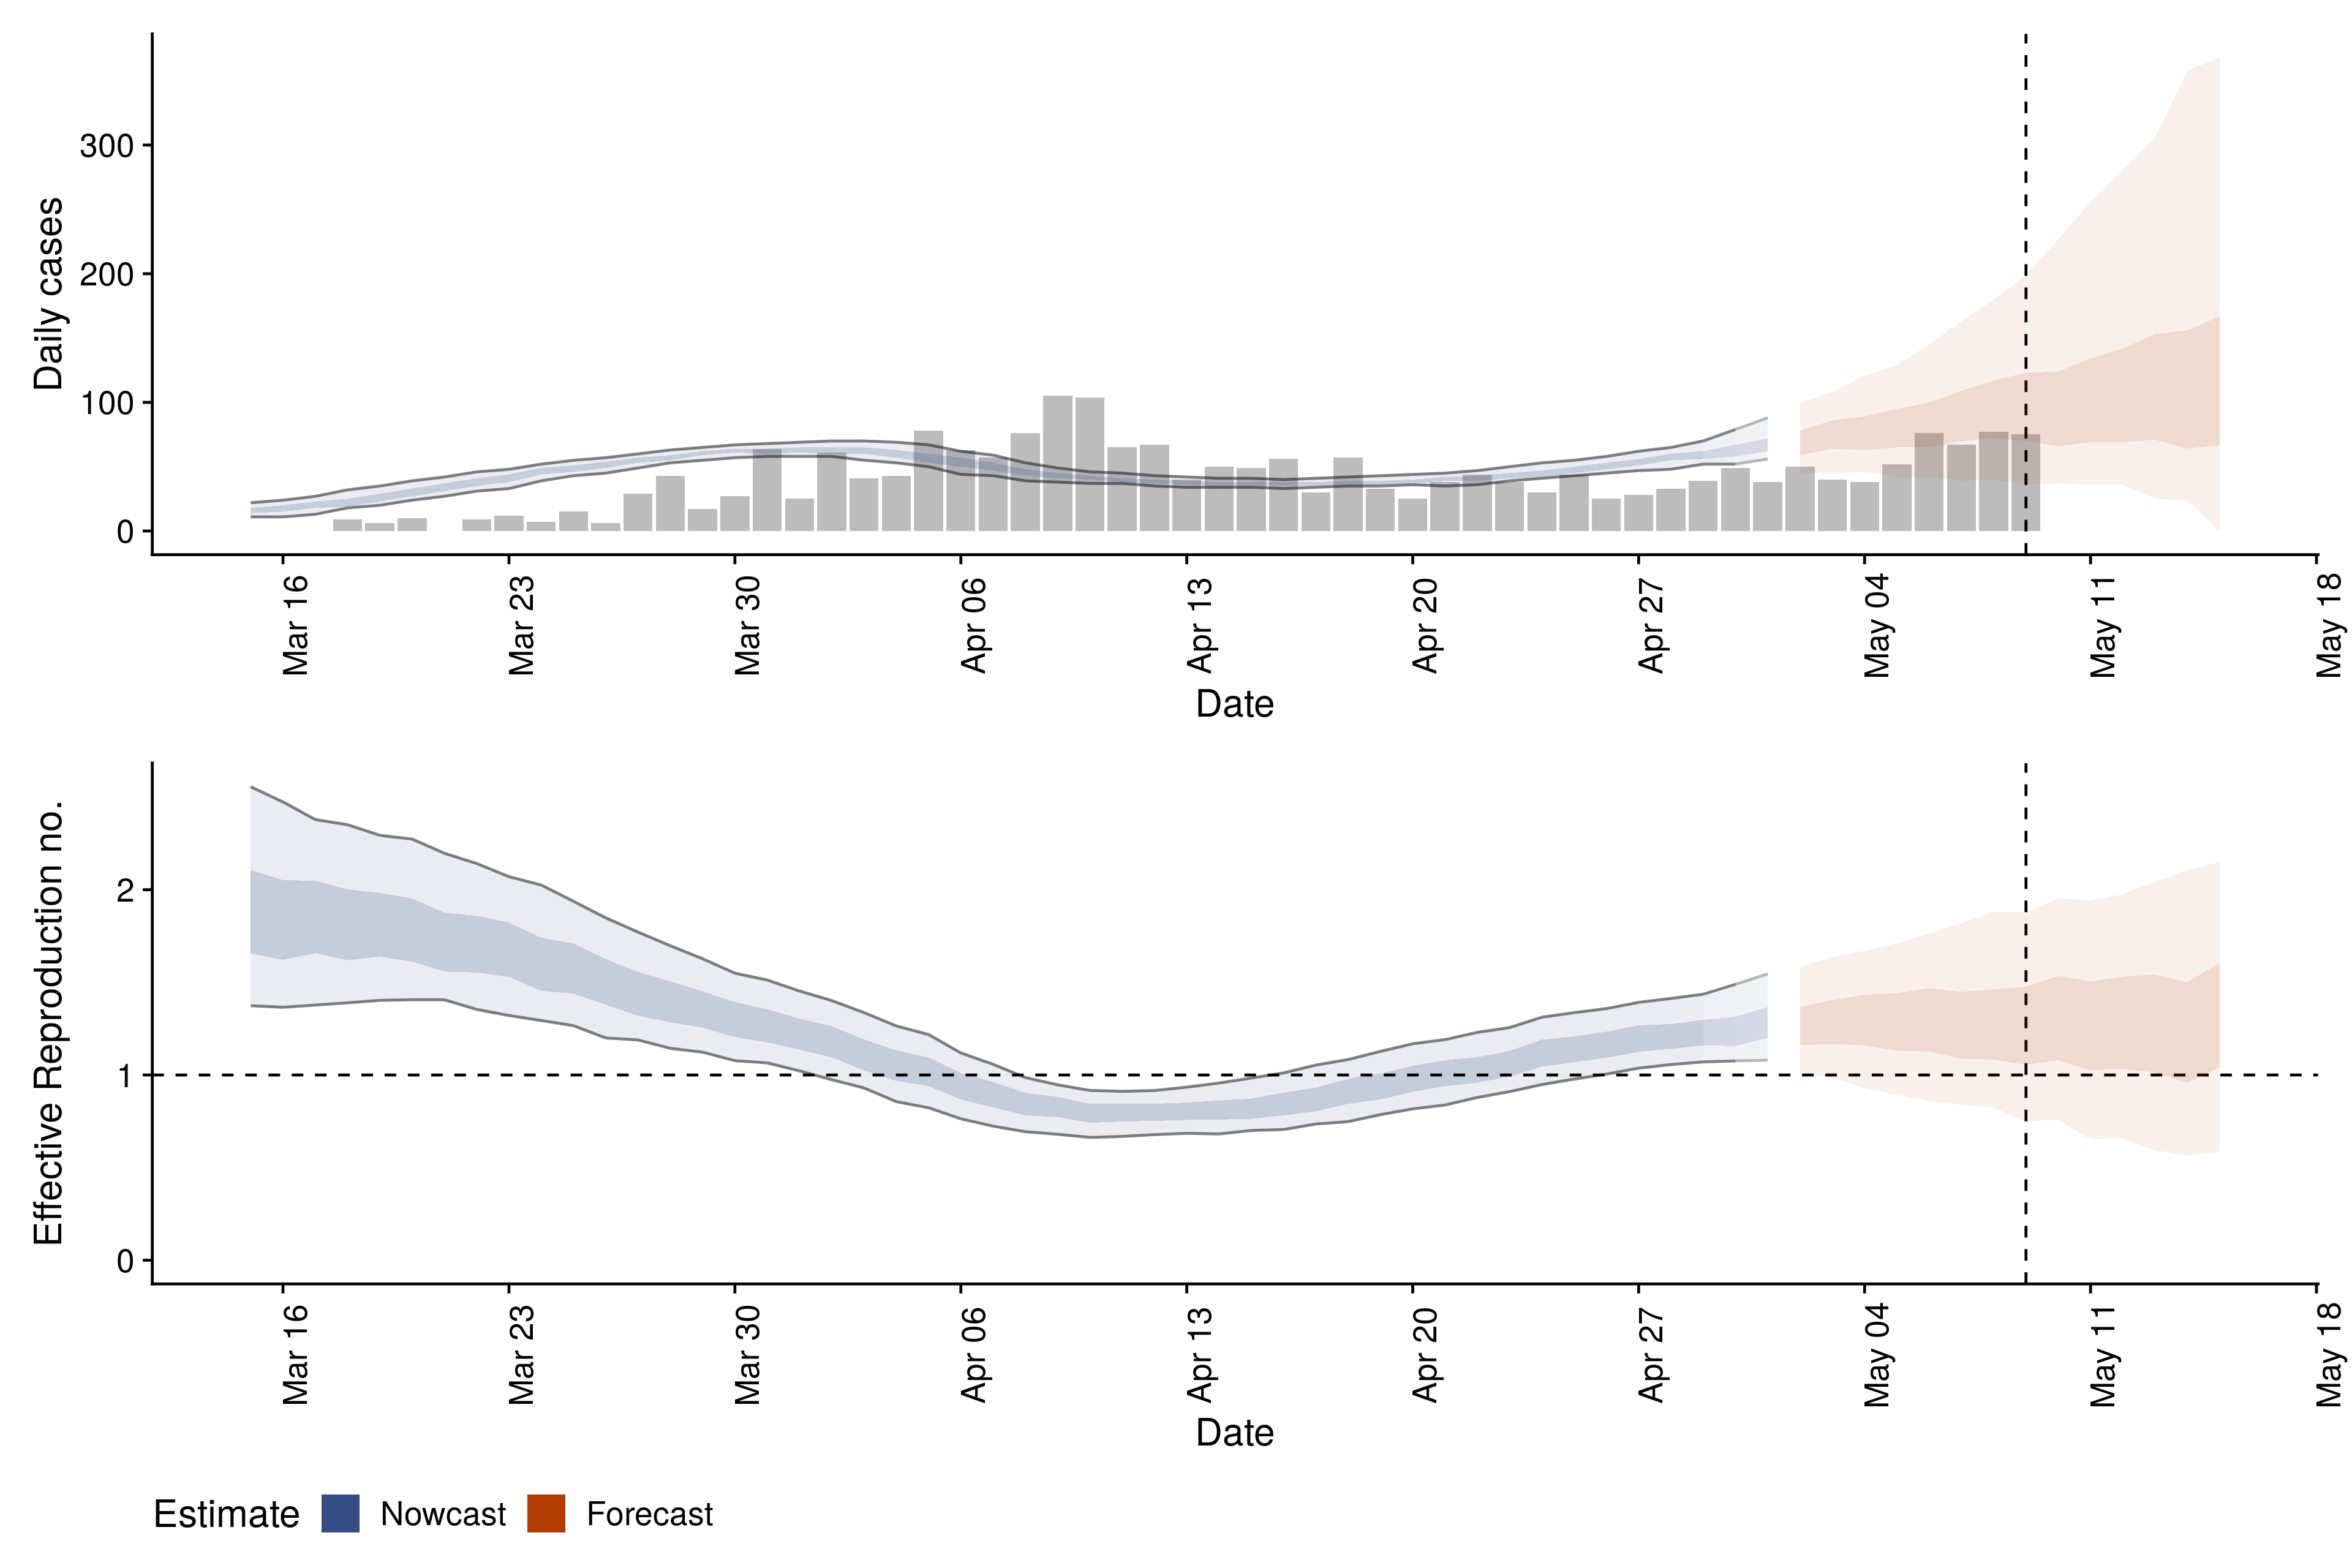 Daily cases
300
200
100
0
Mar 16
Mar 23
Mar 30
Apr 06
Apr 13
Apr 20
Apr 27
May 04
May 11
May 18
Date
Effective Reproduction no.
2
1
0
Mar 16
Mar 23
Mar 30
Apr 06
Apr 13
Apr 20
Apr 27
May 04
May 11
May 18
Date
Estimate Nowcast Forecast